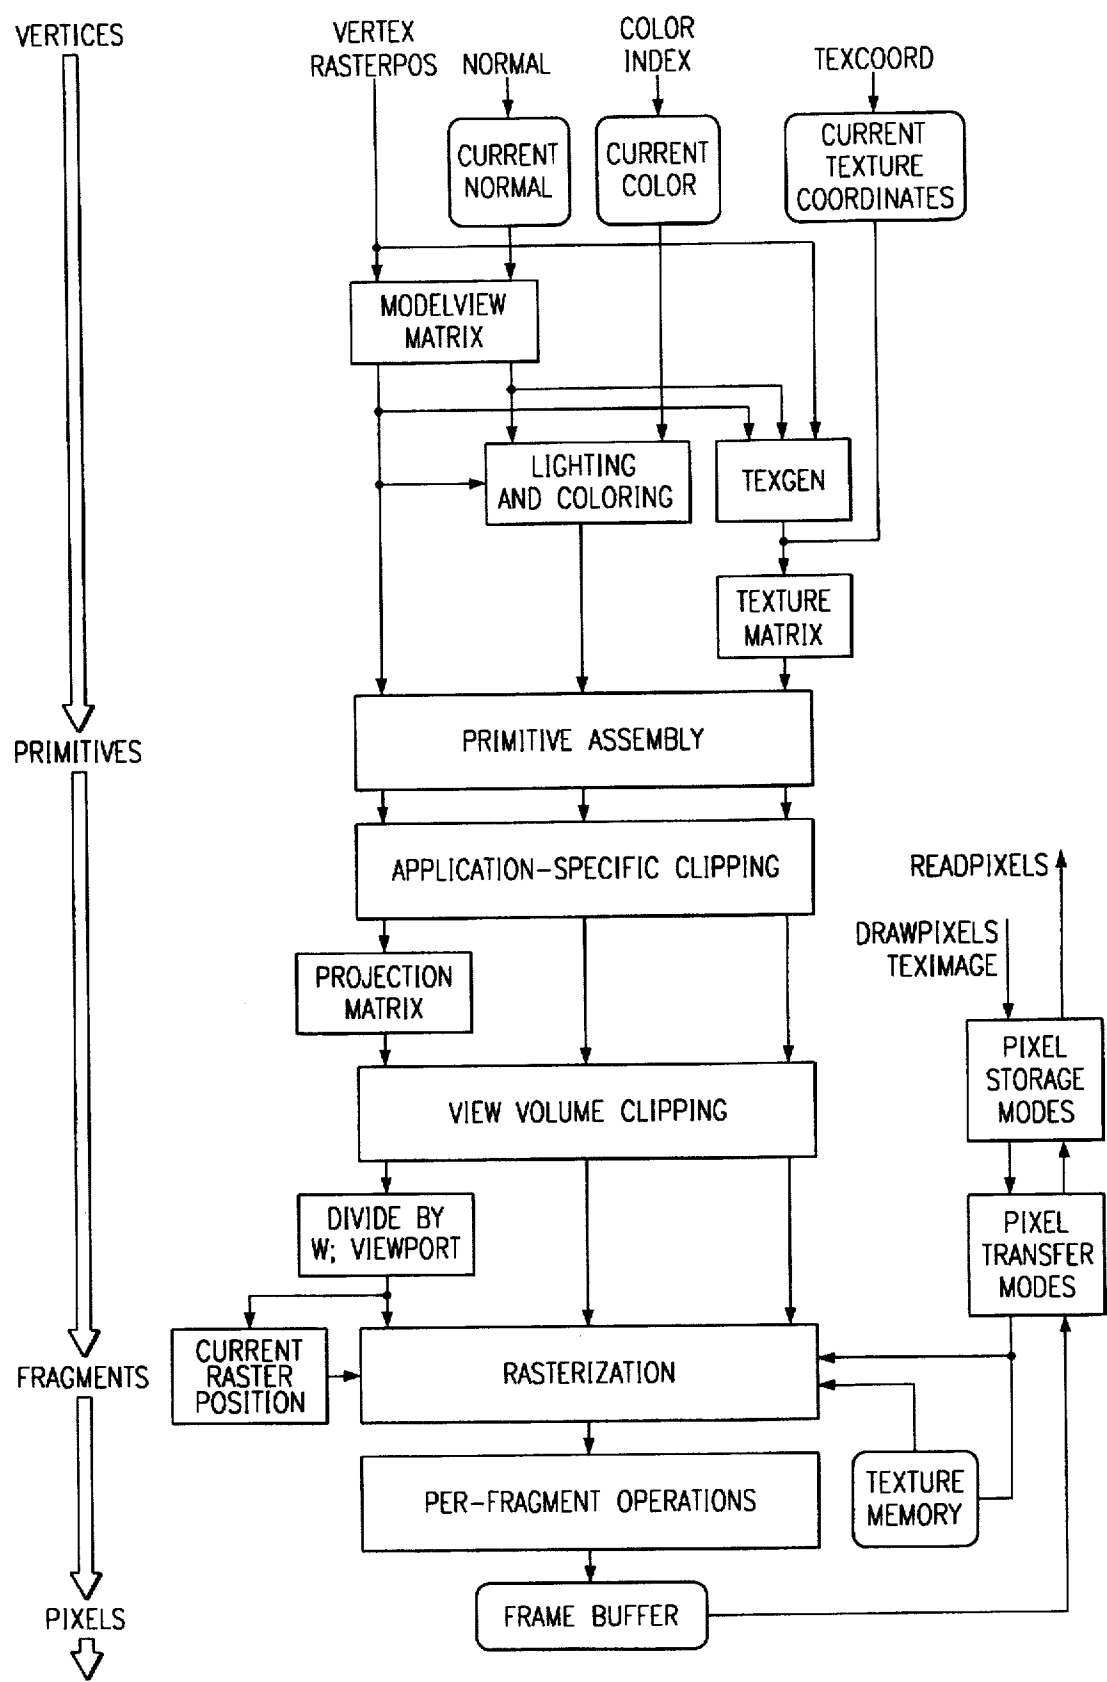 VERTICES
VERTEX
RASTERPOS
NORMAL
COLOR
INDEX
TEXCOORD
CURRENT
NORMAL
CURRENT
COLOR
CURRENT
TEXTURE
COORDINATES
MODELVIEW
MATRIX
LIGHTING
AND COLORING
TEXGEN
TEXTURE
MATRIX
PRIMITIVES
PRIMITIVE ASSEMBLY
APPLICATION-SPECIFIC CLIPPING
READPIXELS
DRAWPIXELS
TEXIMAGE
PROJECTION
MATRIX
PIXEL
STORAGE
MODES
VIEW VOLUME CLIPPING
DIVIDE BY
W; VIEWPORT
PIXEL
TRANSFER
MODES
FRAGMENTS
CURRENT
RASTER
POSITION
RASTERIZATION
TEXTURE
MEMORY
PER-FRAGMENT OPERATIONS
PIXELS
FRAME BUFFER